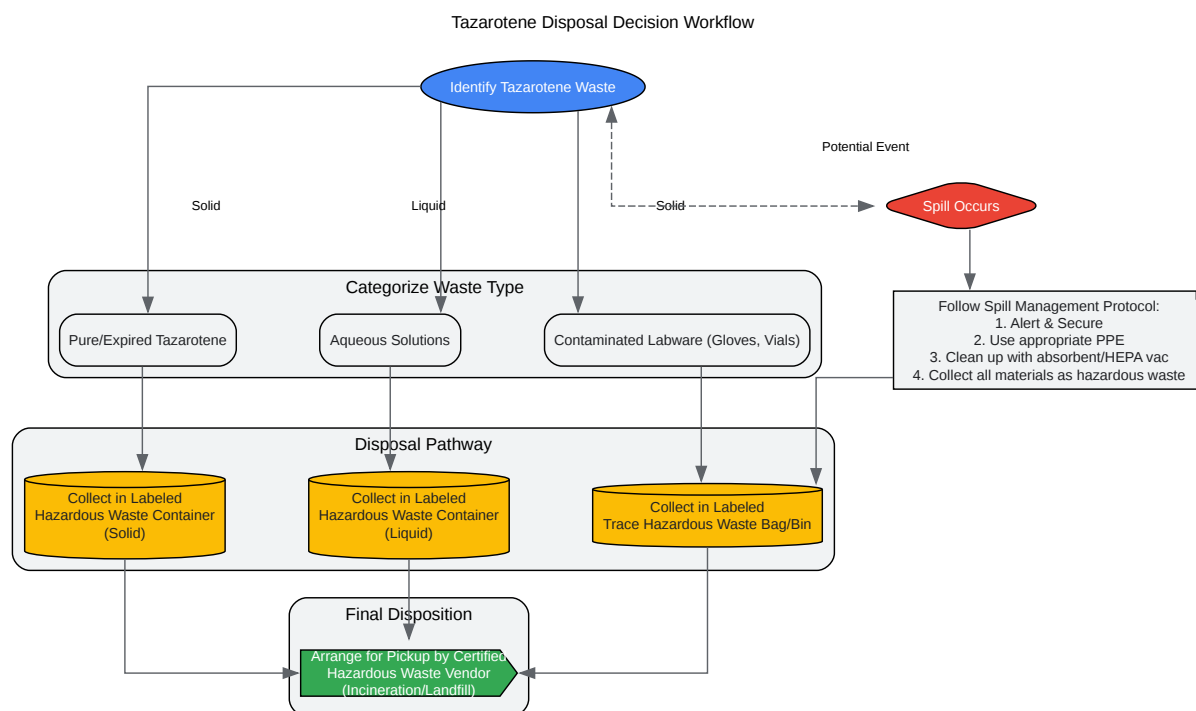 Tazarotene Disposal Decision Workflow
Identify Tazarotene Waste
Potential Event
Solid
Liquid
Solid
Spill Occurs
Categorize Waste Type
Pure/Expired Tazarotene
Aqueous Solutions
Contaminated Labware (Gloves, Vials)
Follow Spill Management Protocol:
1. Alert & Secure
2. Use appropriate PPE
3. Clean up with absorbent/HEPA vac
4. Collect all materials as hazardous waste
Disposal Pathway
Collect in Labeled
Hazardous Waste Container
(Solid)
Collect in Labeled
Hazardous Waste Container
(Liquid)
Collect in Labeled
Trace Hazardous Waste Bag/Bin
Final Disposition
Arrange for Pickup by Certified
Hazardous Waste Vendor
(Incineration/Landfill)